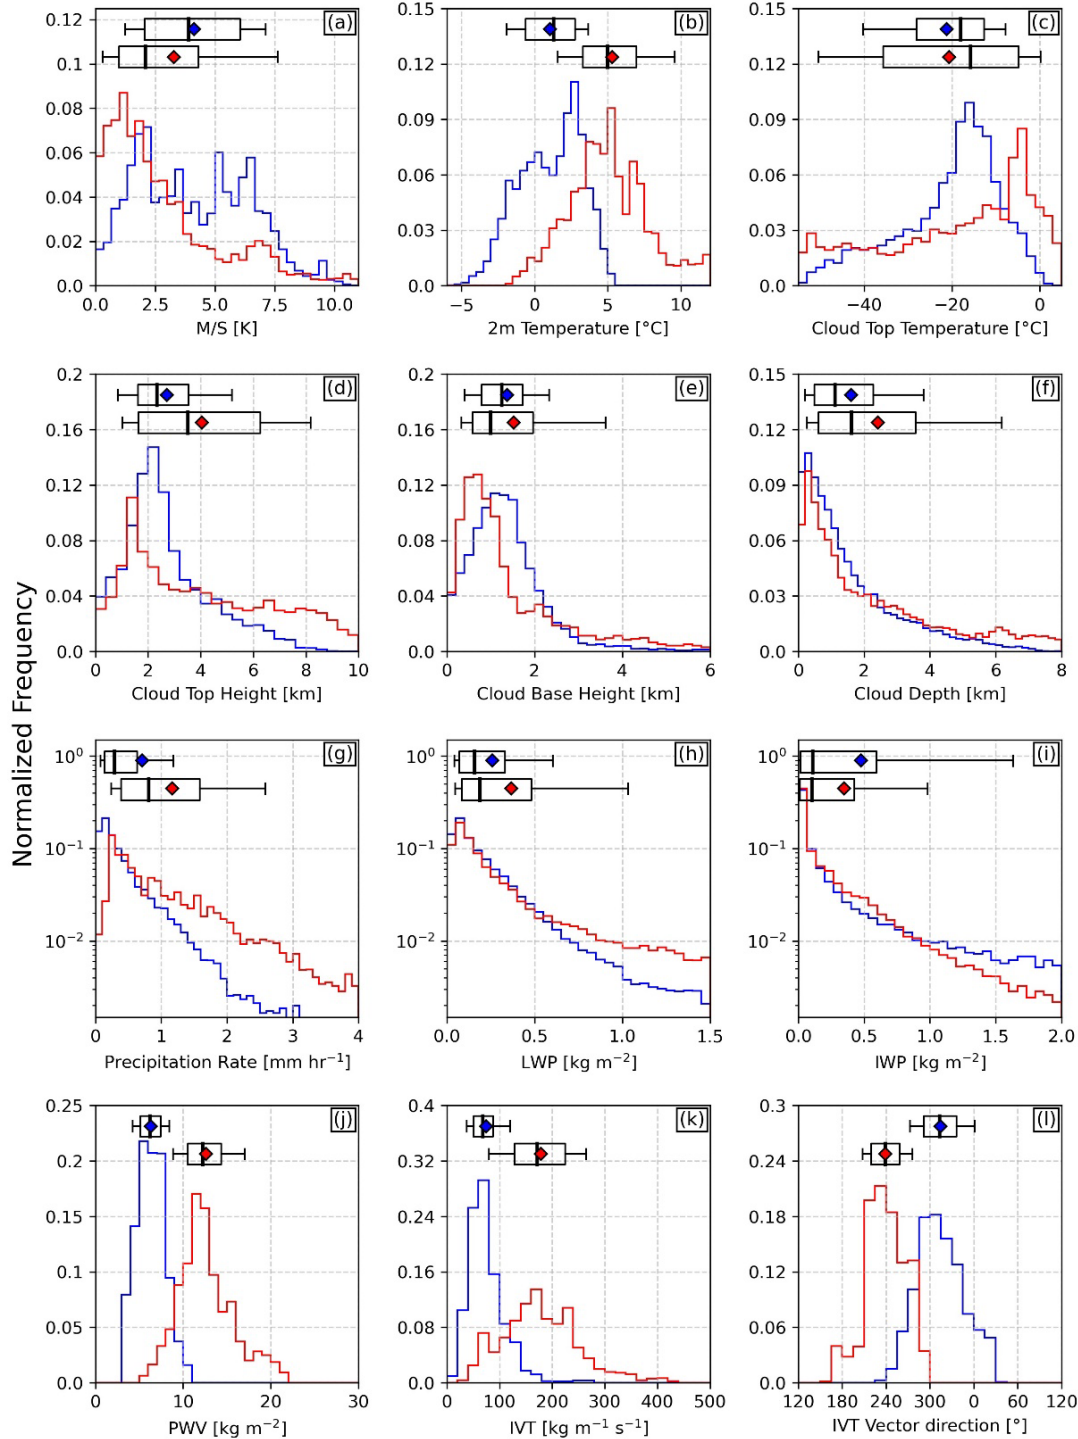 (a) (b) (c)
0.12 0.1 0.08 0.06 0.04 0.02 0.0
0.15 0.12 0.09 0.06 0.03 0.0
0.15 0.12 0.09 0.06 0.03 0.0
0.0 2.5 5.0 7.5 10.0
−5 0 5 10
−40 −20 0
M/S [K]
2m Temperature [°C]
Cloud Top Temperature [°C]
(d) (e) (f)
0.2 0.16 0.12 0.08 0.04 0.0
0.2 0.16 0.12 0.08 0.04 0.0
0.15 0.12 0.09 0.06 0.03 0.0
0 2 4 6 8 10
0 2 4 6
0 2 4 6 8
Cloud Top Height [km]
Cloud Base Height [km]
Cloud Depth [km]
Normalized Frequency
(g) (h) (i)
10⁰ 10⁻¹ 10⁻²
10⁰ 10⁻¹ 10⁻²
10⁰ 10⁻¹ 10⁻²
0 1 2 3 4
0.0 0.5 1.0 1.5
0.0 0.5 1.0 1.5 2.0
Precipitation Rate [mm hr⁻¹]
LWP [kg m⁻²]
IWP [kg m⁻²]
(j) (k) (l)
0.25 0.2 0.15 0.1 0.05 0.0
0.4 0.32 0.24 0.16 0.08 0.0
0.3 0.24 0.18 0.12 0.06 0.0
0 10 20 30
0 100 200 300 400 500
120 180 240 300 0 60 120
PWV [kg m⁻²]
IVT [kg m⁻¹ s⁻¹]
IVT Vector direction [°]